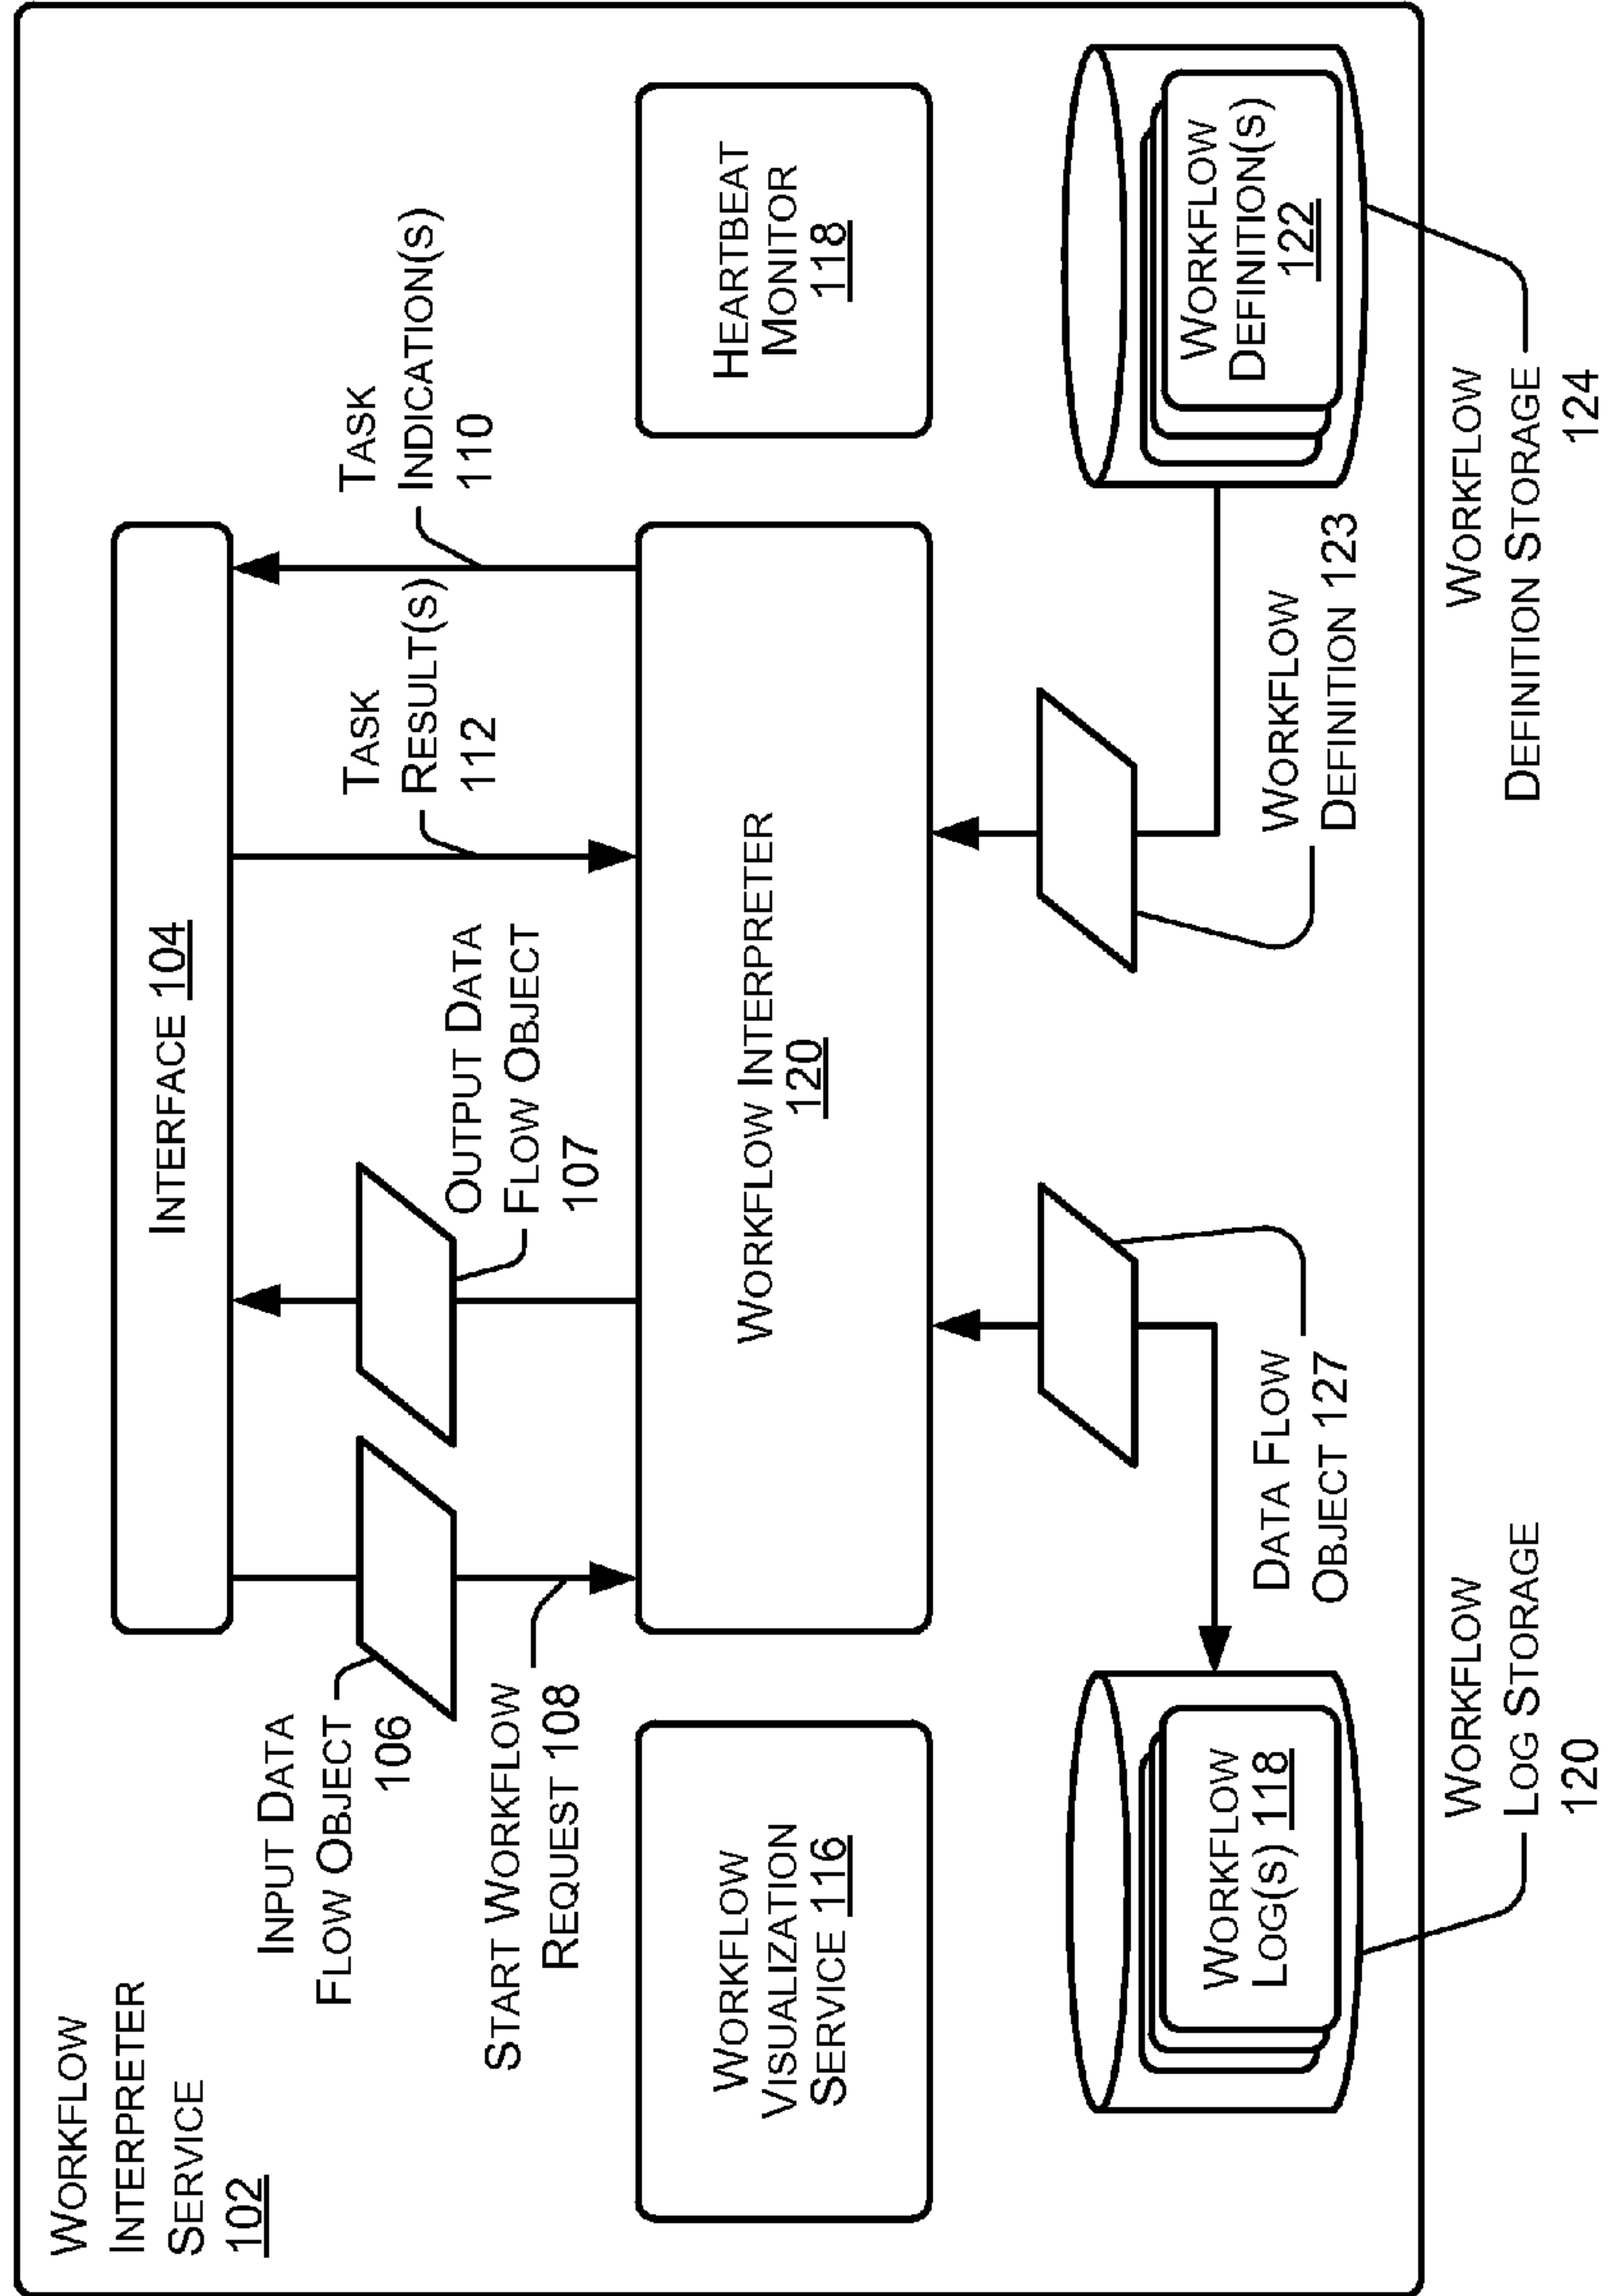 WORKFLOW
INTERPRETER
SERVICE
102
INTERFACE 104
INPUT DATA
FLOW OBJECT
106
START WORKFLOW
REQUEST 108
OUTPUT DATA
FLOW OBJECT
107
TASK
RESULT(S)
112
TASK
INDICATION(S)
110
WORKFLOW
VISUALIZATION
SERVICE 116
WORKFLOW INTERPRETER
120
HEARTBEAT
MONITOR
118
WORKFLOW
LOG(S) 118
DATA FLOW
OBJECT 127
WORKFLOW
DEFINITION 123
WORKFLOW
DEFINITION(S)
122
WORKFLOW
LOG STORAGE
120
WORKFLOW
DEFINITION STORAGE
124